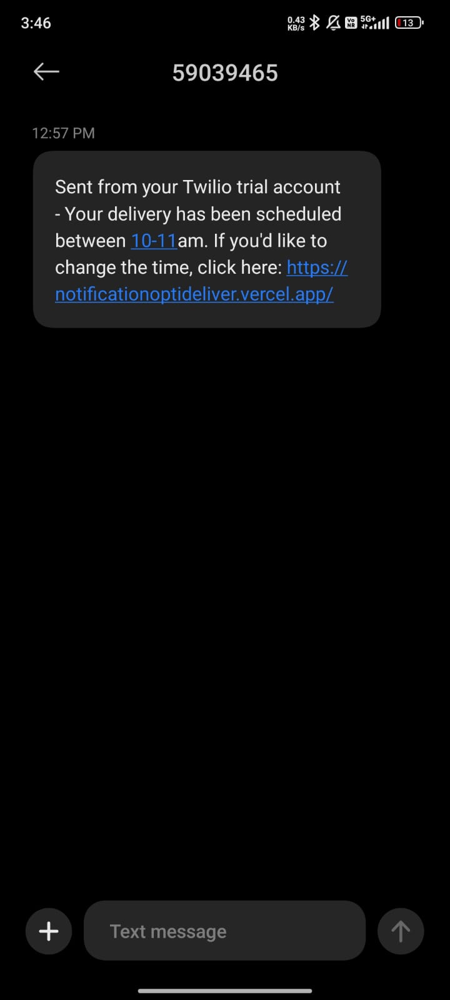 3:46
0.43 KB/s
Vo NR
5G+
13
59039465
12:57 PM
Sent from your Twilio trial account
- Your delivery has been scheduled
between 10-11am. If you'd like to
change the time, click here: https://
notificationoptideliver.vercel.app/
Text message